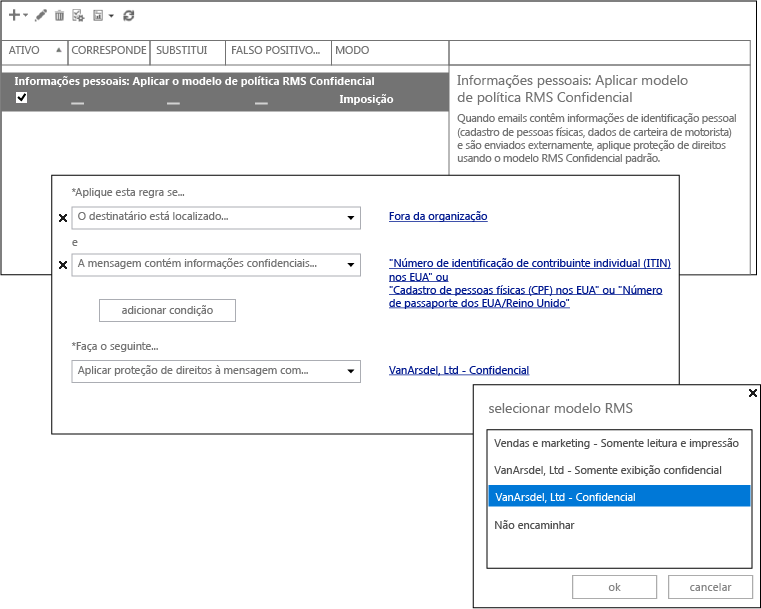 ATIVO CORRESPONDE SUBSTITUI FALSO POSITIVO... MODO
Informações pessoais: Aplicar o modelo de política RMS Confidencial
Imposição
Informações pessoais: Aplicar modelo
de política RMS Confidencial
Quando emails contêm informações de identificação pessoal
(cadastro de pessoas físicas, dados de carteira de motorista)
e são enviados externamente, aplique proteção de direitos
usando o modelo RMS Confidencial padrão.
*Aplique esta regra se...
O destinatário está localizado... Fora da organização
e
A mensagem contém informações confidenciais... "Número de identificação de contribuinte individual (ITIN)
nos EUA" ou
"Cadastro de pessoas físicas (CPF) nos EUA" ou "Número
de passaporte dos EUA/Reino Unido"
adicionar condição
*Faça o seguinte...
Aplicar proteção de direitos à mensagem com... VanArsdel, Ltd - Confidencial
selecionar modelo RMS
Vendas e marketing - Somente leitura e impressão
VanArsdel, Ltd - Somente exibição confidencial
VanArsdel, Ltd - Confidencial
Não encaminhar
ok cancelar